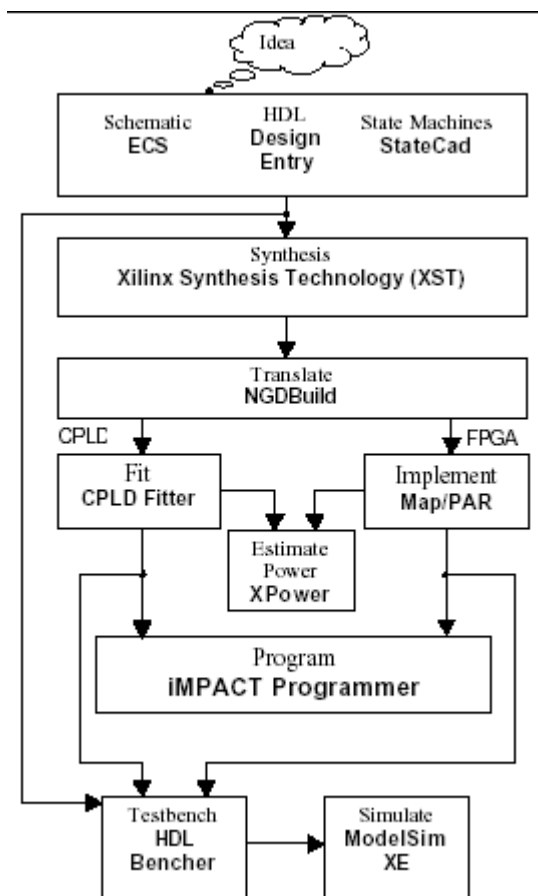 Idea
Schematic
ECS
HDL
Design
Entry
State Machines
StateCad
Synthesis
Xilinx Synthesis Technology (XST)
Translate
NGDBuild
CPLD
FPGA
Fit
CPLD Fitter
Implement
Map/PAR
Estimate
Power
XPower
Program
iMPACT Programmer
Testbench
HDL
Bencher
Simulate
ModelSim
XE